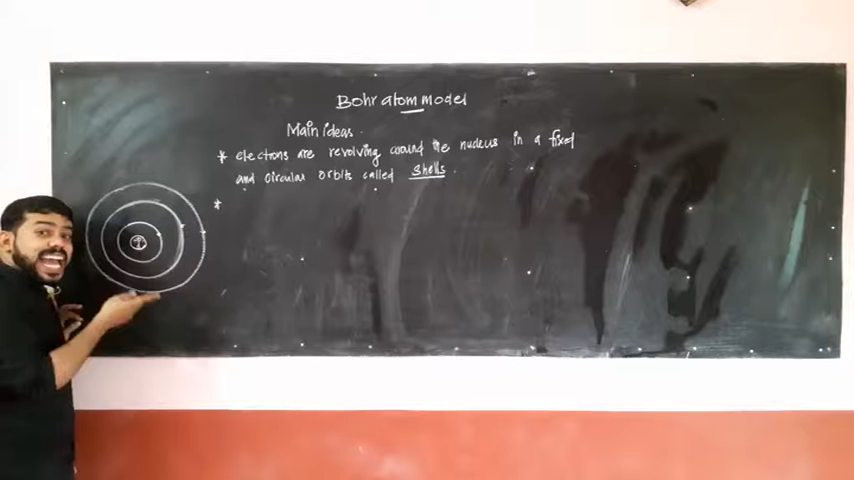 Bohr atom model
Main ideas.
* electrons are revolving around the nucleus in a fixed
and circular orbits called shells.
*